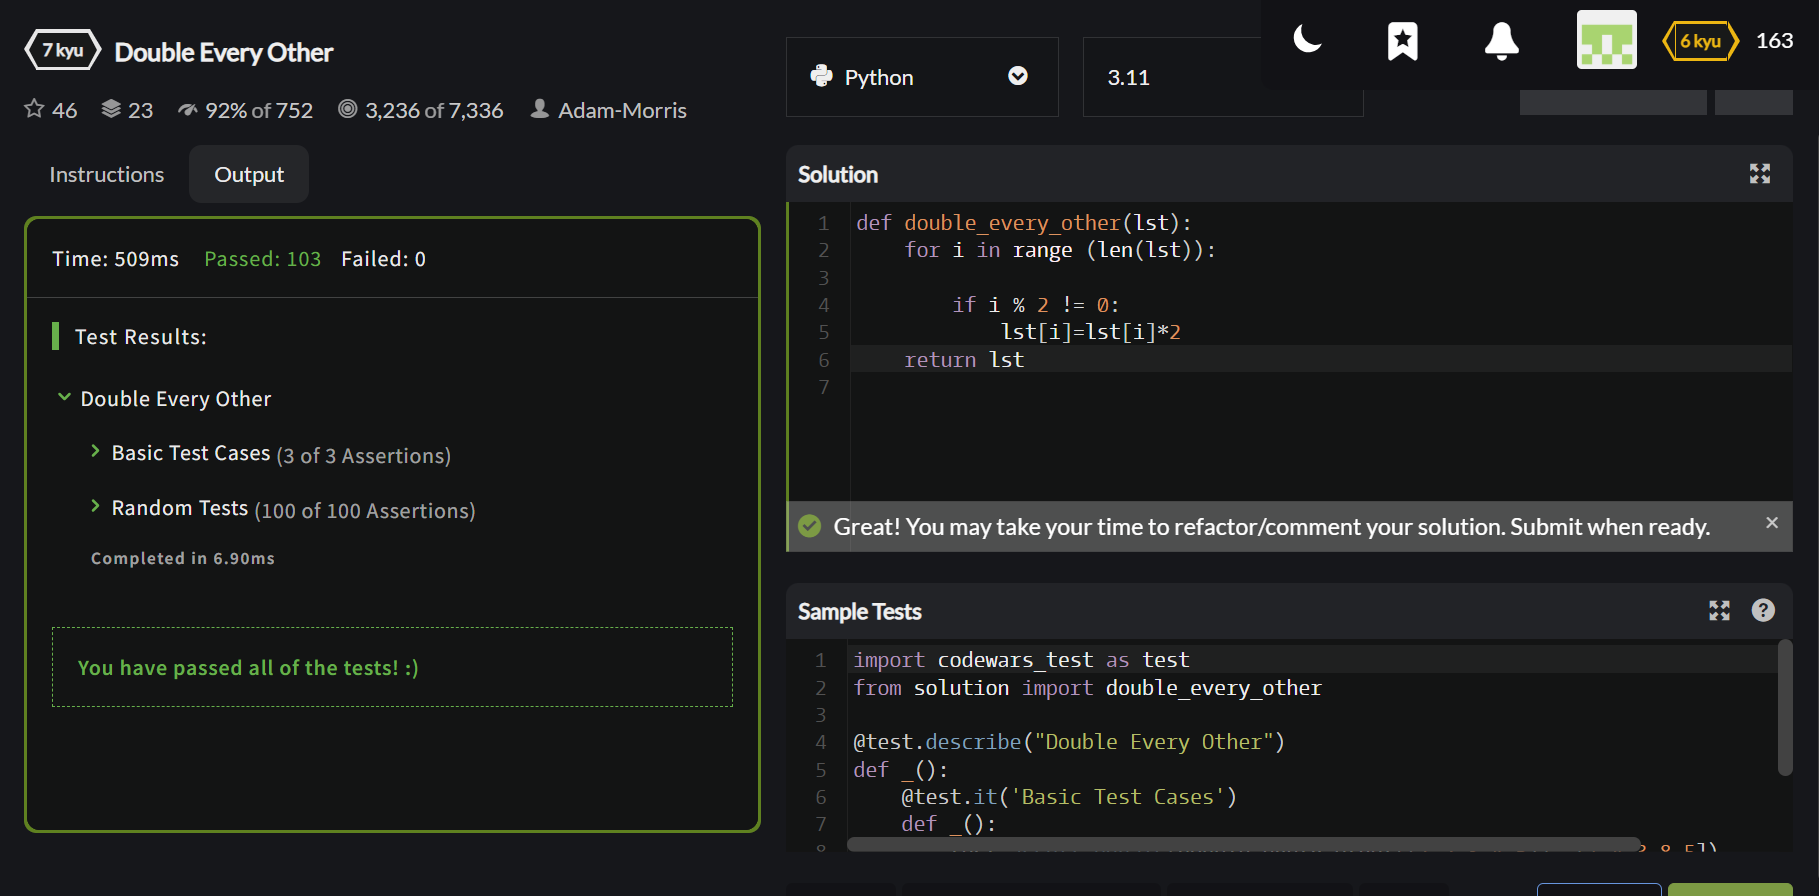 7 kyu
Double Every Other
46
23
92% of 752
3,236 of 7,336
Adam-Morris
Python
3.11
6 kyu
163
Instructions
Output
Time: 509ms
Passed: 103
Failed: 0
Test Results:
Double Every Other
Basic Test Cases (3 of 3 Assertions)
Random Tests (100 of 100 Assertions)
Completed in 6.90ms
You have passed all of the tests! :)
Solution
1 def double_every_other(lst):
2     for i in range (len(lst)):
3
4         if i % 2 != 0:
5             lst[i]=lst[i]*2
6     return lst
7
Great! You may take your time to refactor/comment your solution. Submit when ready.
Sample Tests
1 import codewars_test as test
2 from solution import double_every_other
3
4 @test.describe("Double Every Other")
5 def _():
6     @test.it('Basic Test Cases')
7     def _():